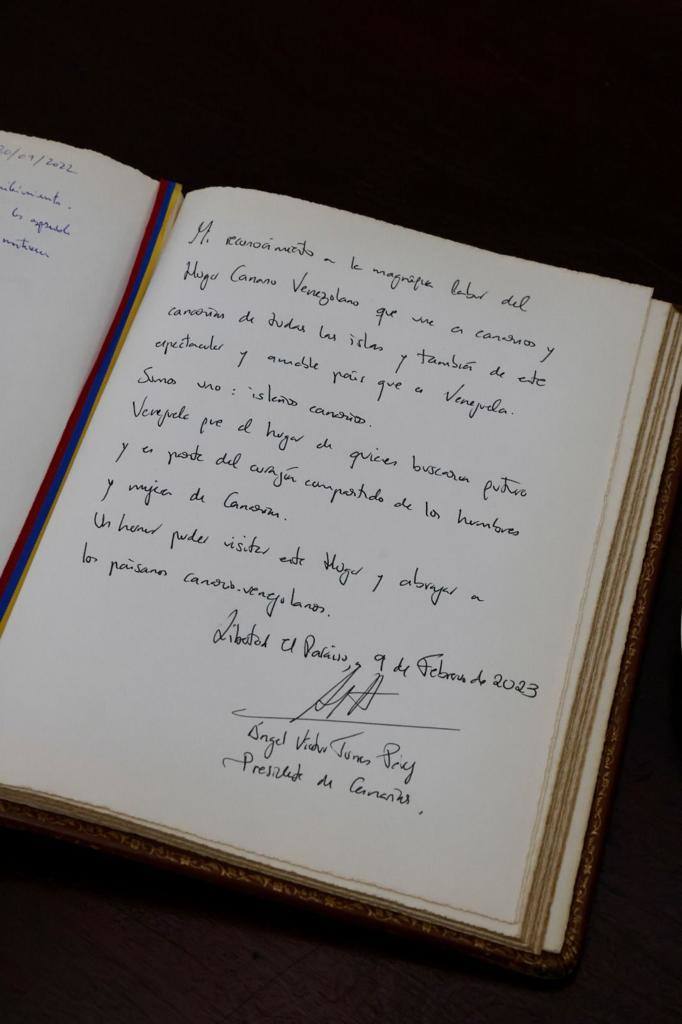 20/09/2022
Mi reconocimiento a la magnífica labor del
Hogar Canario Venezolano que une a canarios y
canarias de todas las islas y también de este
espectacular y amable país que es Venezuela.
Somos uno: isleños canarios.
Venezuela fue el hogar de quienes buscaron futuro
y es parte del corazón compartido de los hombres
y mujeres de Canarias.
Un honor poder visitar este Hogar y abrazar a
los paisanos canario-venezolanos.
El Paraíso, 9 de Febrero de 2023
Ángel Víctor Torres Pérez
Presidente de Canarias.